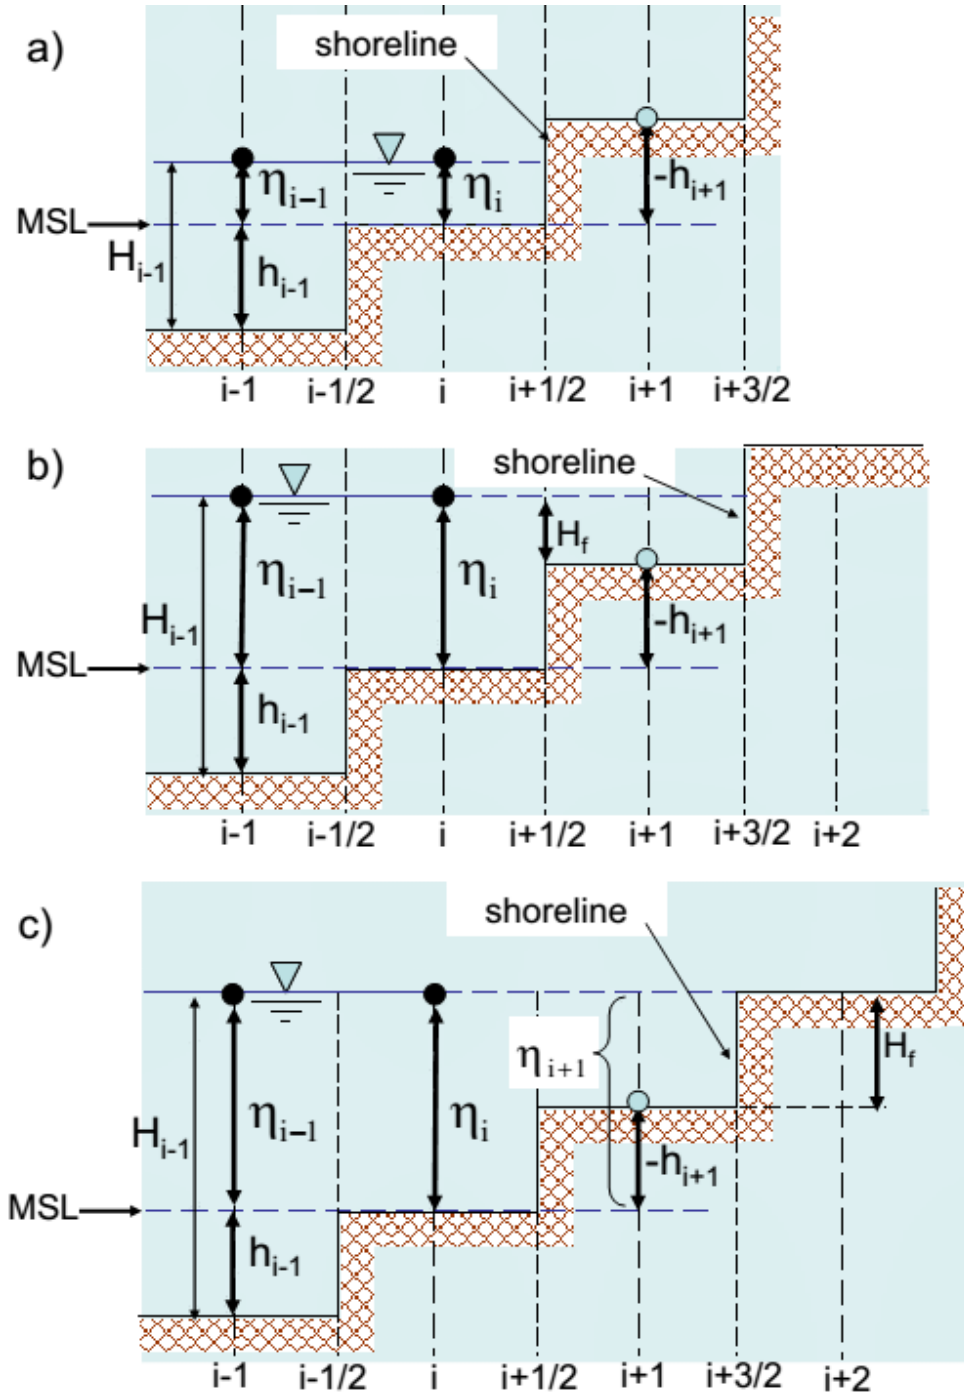 a)
shoreline
η_{i-1}
η_i
-h_{i+1}
MSL
H_{i-1}
h_{i-1}
i-1 i-1/2 i i+1/2 i+1 i+3/2
b)
shoreline
H_f
η_{i-1}
η_i
H_{i-1}
-h_{i+1}
MSL
h_{i-1}
i-1 i-1/2 i i+1/2 i+1 i+3/2 i+2
c)
shoreline
η_{i+1}
H_f
H_{i-1}
η_{i-1}
η_i
-h_{i+1}
MSL
h_{i-1}
i-1 i-1/2 i i+1/2 i+1 i+3/2 i+2